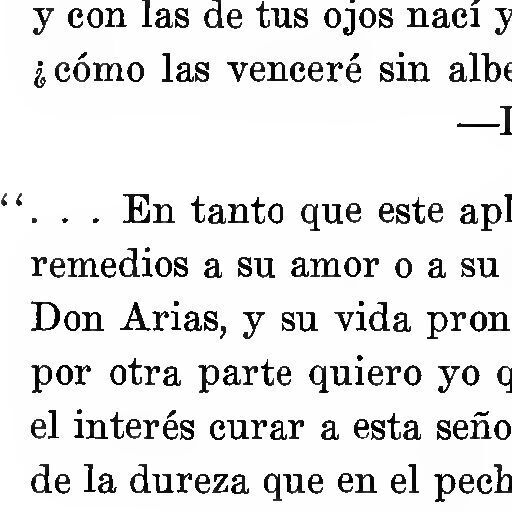 y con las de tus ojos nací y
¿cómo las venceré sin albe
—
“. . . En tanto que este apl
remedios a su amor o a su
Don Arias, y su vida pron
por otra parte quiero yo q
el interés curar a esta seño
de la dureza que en el pech